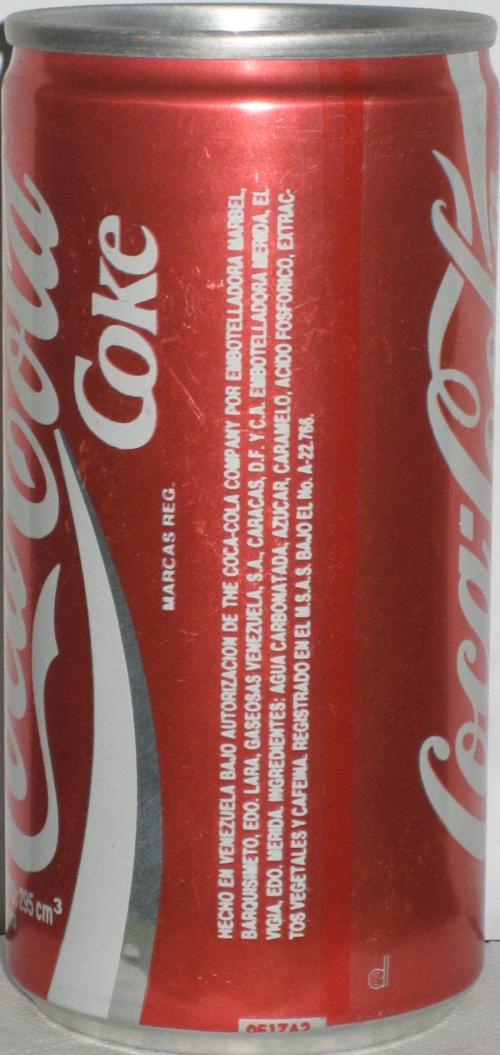 Coca-Cola
Coke
MARCAS REG.
HECHO EN VENEZUELA BAJO AUTORIZACION DE THE COCA-COLA COMPANY POR EMBOTELLADORA MARBEL,
BARQUISIMETO, EDO. LARA, GASEOSAS VENEZUELA, S.A., CARACAS, D.F. Y C.A. EMBOTELLADORA MERIDA, EL
VIGIA, EDO. MERIDA. INGREDIENTES: AGUA CARBONATADA, AZUCAR, CARAMELO, ACIDO FOSFORICO, EXTRAC-
TOS VEGETALES Y CAFEINA. REGISTRADO EN EL M.S.A.S. BAJO EL No. A-22.766.
Coca-Cola
295 cm³